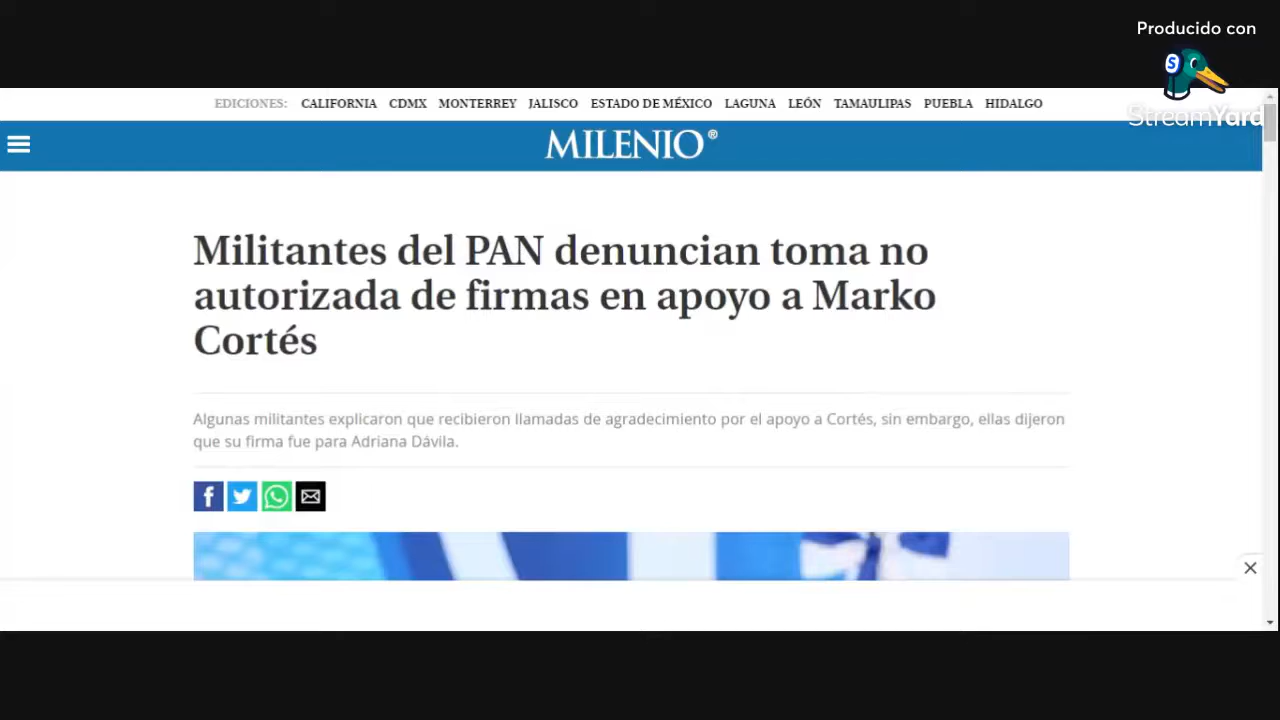 Producido con
S
StreamYard
EDICIONES: CALIFORNIA CDMX MONTERREY JALISCO ESTADO DE MÉXICO LAGUNA LEÓN TAMAULIPAS PUEBLA HIDALGO
MILENIO®
Militantes del PAN denuncian toma no
autorizada de firmas en apoyo a Marko
Cortés
Algunas militantes explicaron que recibieron llamadas de agradecimiento por el apoyo a Cortés, sin embargo, ellas dijeron
que su firma fue para Adriana Dávila.